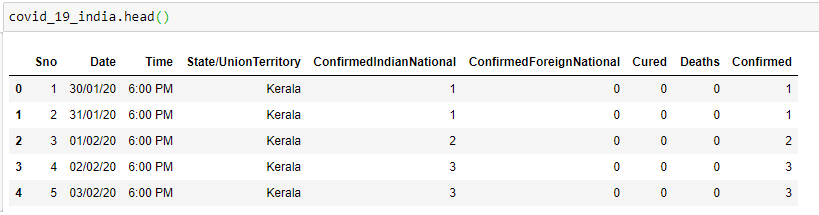 covid_19_india.head()
Sno Date Time State/UnionTerritory ConfirmedIndianNational ConfirmedForeignNational Cured Deaths Confirmed
0 1 30/01/20 6:00 PM Kerala 1 0 0 0 1
1 2 31/01/20 6:00 PM Kerala 1 0 0 0 1
2 3 01/02/20 6:00 PM Kerala 2 0 0 0 2
3 4 02/02/20 6:00 PM Kerala 3 0 0 0 3
4 5 03/02/20 6:00 PM Kerala 3 0 0 0 3